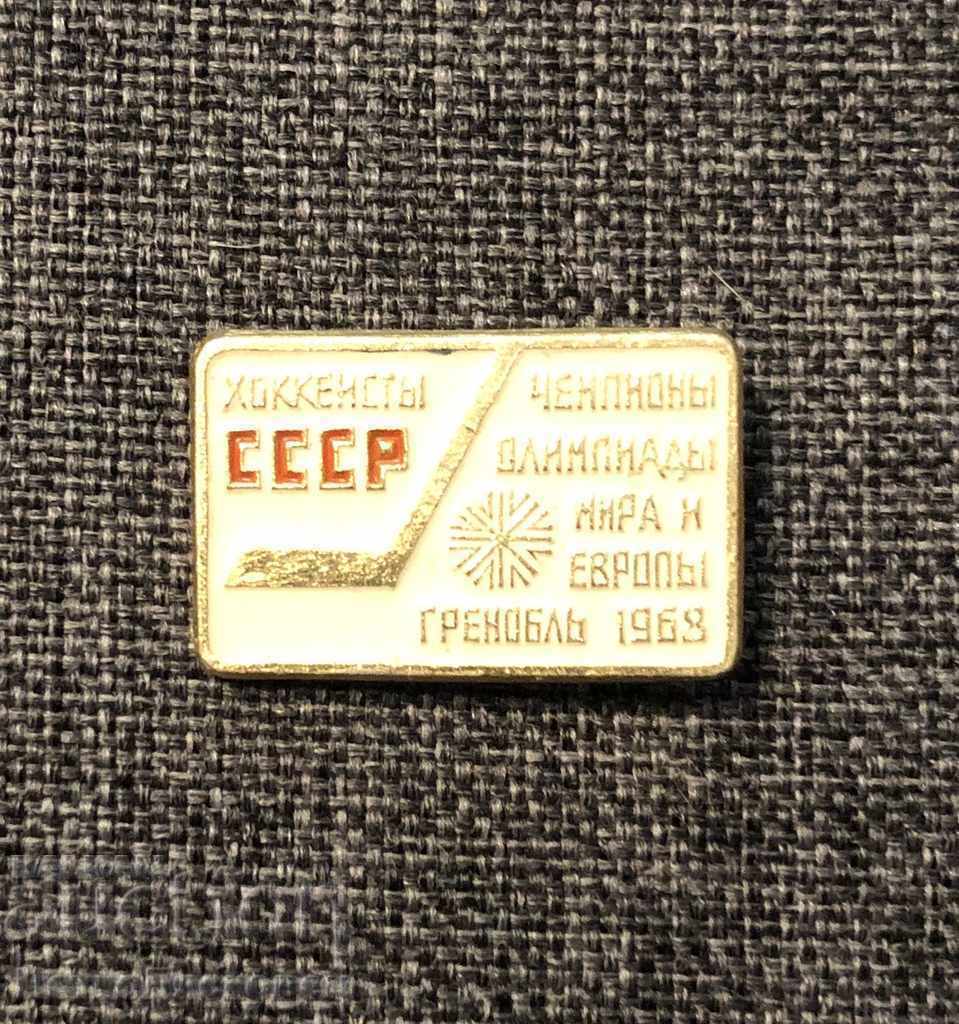 ХОККЕИСТЫ
СССР
ЧЕМПИОНЫ
ОЛИМПИАДЫ
МИРА И
ЕВРОПЫ
ГРЕНОБЛЬ 1968